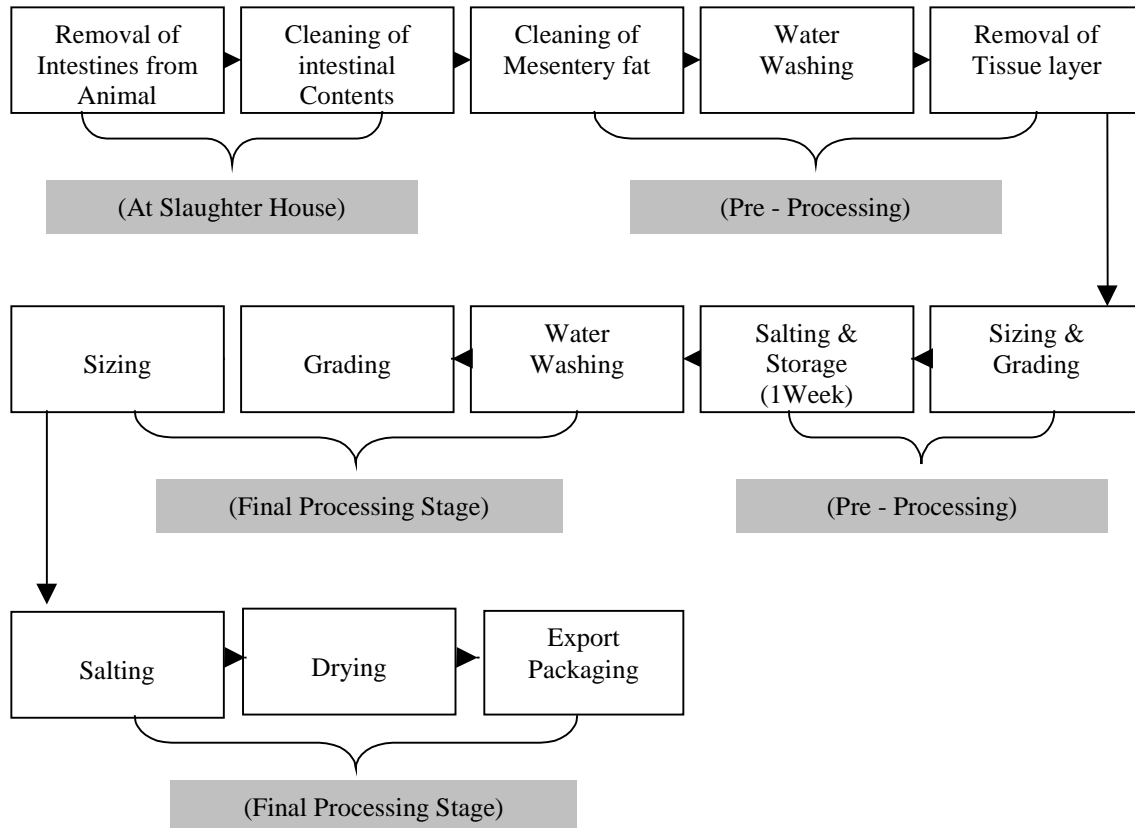 Removal of
Intestines from
Animal
Cleaning of
intestinal
Contents
Cleaning of
Mesentery fat
Water
Washing
Removal of
Tissue layer
(At Slaughter House)
(Pre - Processing)
Sizing
Grading
Water
Washing
Salting &
Storage
(1Week)
Sizing &
Grading
(Final Processing Stage)
(Pre - Processing)
Salting
Drying
Export
Packaging
(Final Processing Stage)